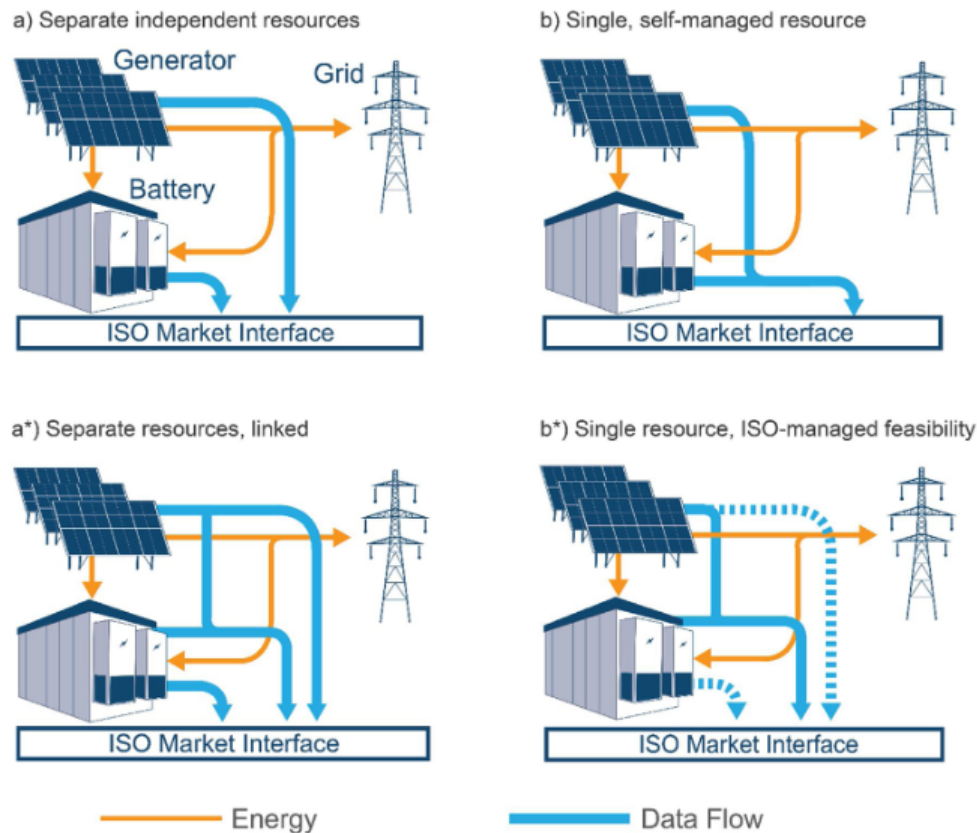 a) Separate independent resources
b) Single, self-managed resource
Generator
Grid
Battery
ISO Market Interface
ISO Market Interface
a*) Separate resources, linked
b*) Single resource, ISO-managed feasibility
ISO Market Interface
ISO Market Interface
Energy
Data Flow